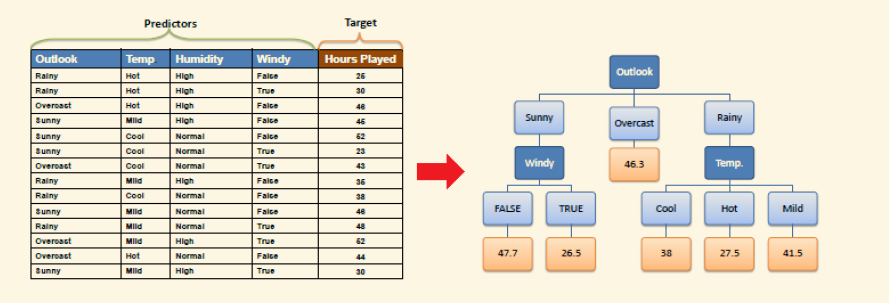 Predictors Target
Outlook Temp. Humidity Windy Hours Played
Rainy Hot High False 25
Rainy Hot High True 30
Overcast Hot High False 46
Sunny Mild High False 45
Sunny Cool Normal False 52
Sunny Cool Normal True 23
Overcast Cool Normal True 43
Rainy Mild High False 35
Rainy Cool Normal False 38
Sunny Mild Normal False 46
Rainy Mild Normal True 48
Overcast Mild High True 52
Overcast Hot Normal False 44
Sunny Mild High True 30
Outlook
Sunny Overcast Rainy
Windy 46.3 Temp.
FALSE TRUE Cool Hot Mild
47.7 26.5 38 27.5 41.5